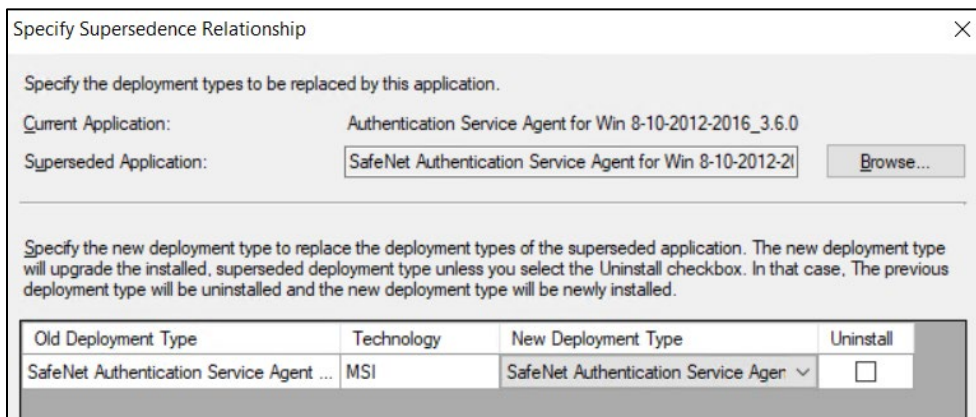 Specify Supersedence Relationship
Specify the deployment types to be replaced by this application.
Current Application: Authentication Service Agent for Win 8-10-2012-2016_3.6.0
Superseded Application: SafeNet Authentication Service Agent for Win 8-10-2012-2( Browse...
Specify the new deployment type to replace the deployment types of the superseded application. The new deployment type
will upgrade the installed, superseded deployment type unless you select the Uninstall checkbox. In that case, The previous
deployment type will be uninstalled and the new deployment type will be newly installed.
Old Deployment Type Technology New Deployment Type Uninstall
SafeNet Authentication Service Agent ... MSI SafeNet Authentication Service Agen